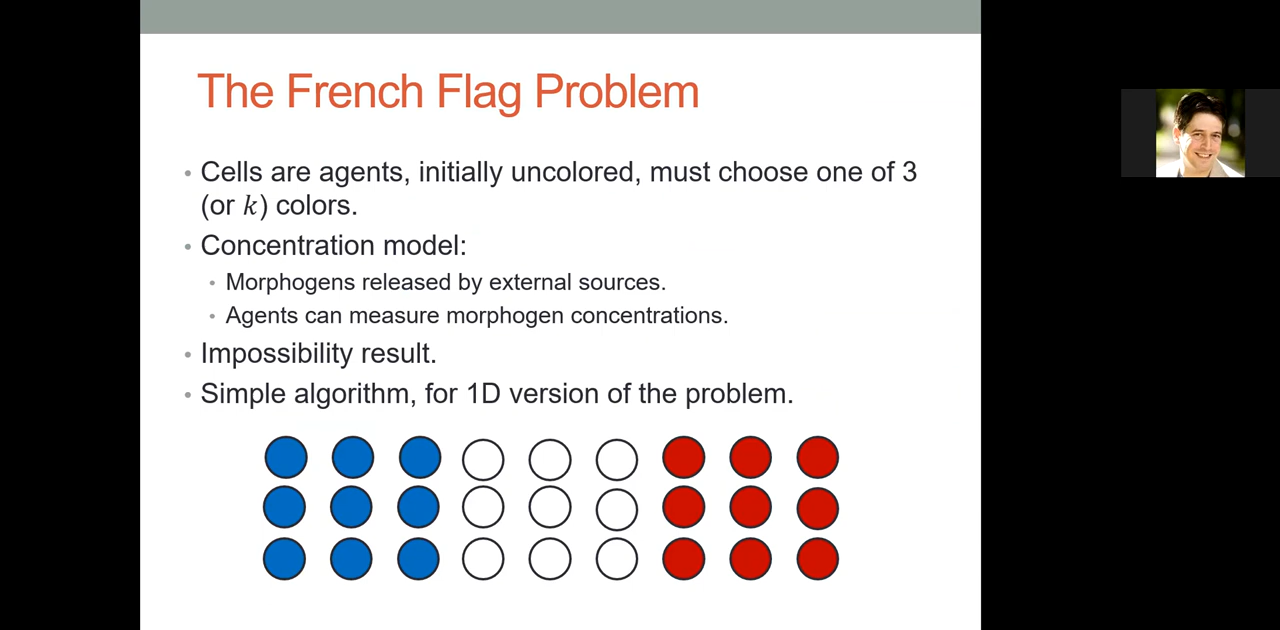 The French Flag Problem
• Cells are agents, initially uncolored, must choose one of 3
(or k) colors.
• Concentration model:
• Morphogens released by external sources.
• Agents can measure morphogen concentrations.
• Impossibility result.
• Simple algorithm, for 1D version of the problem.